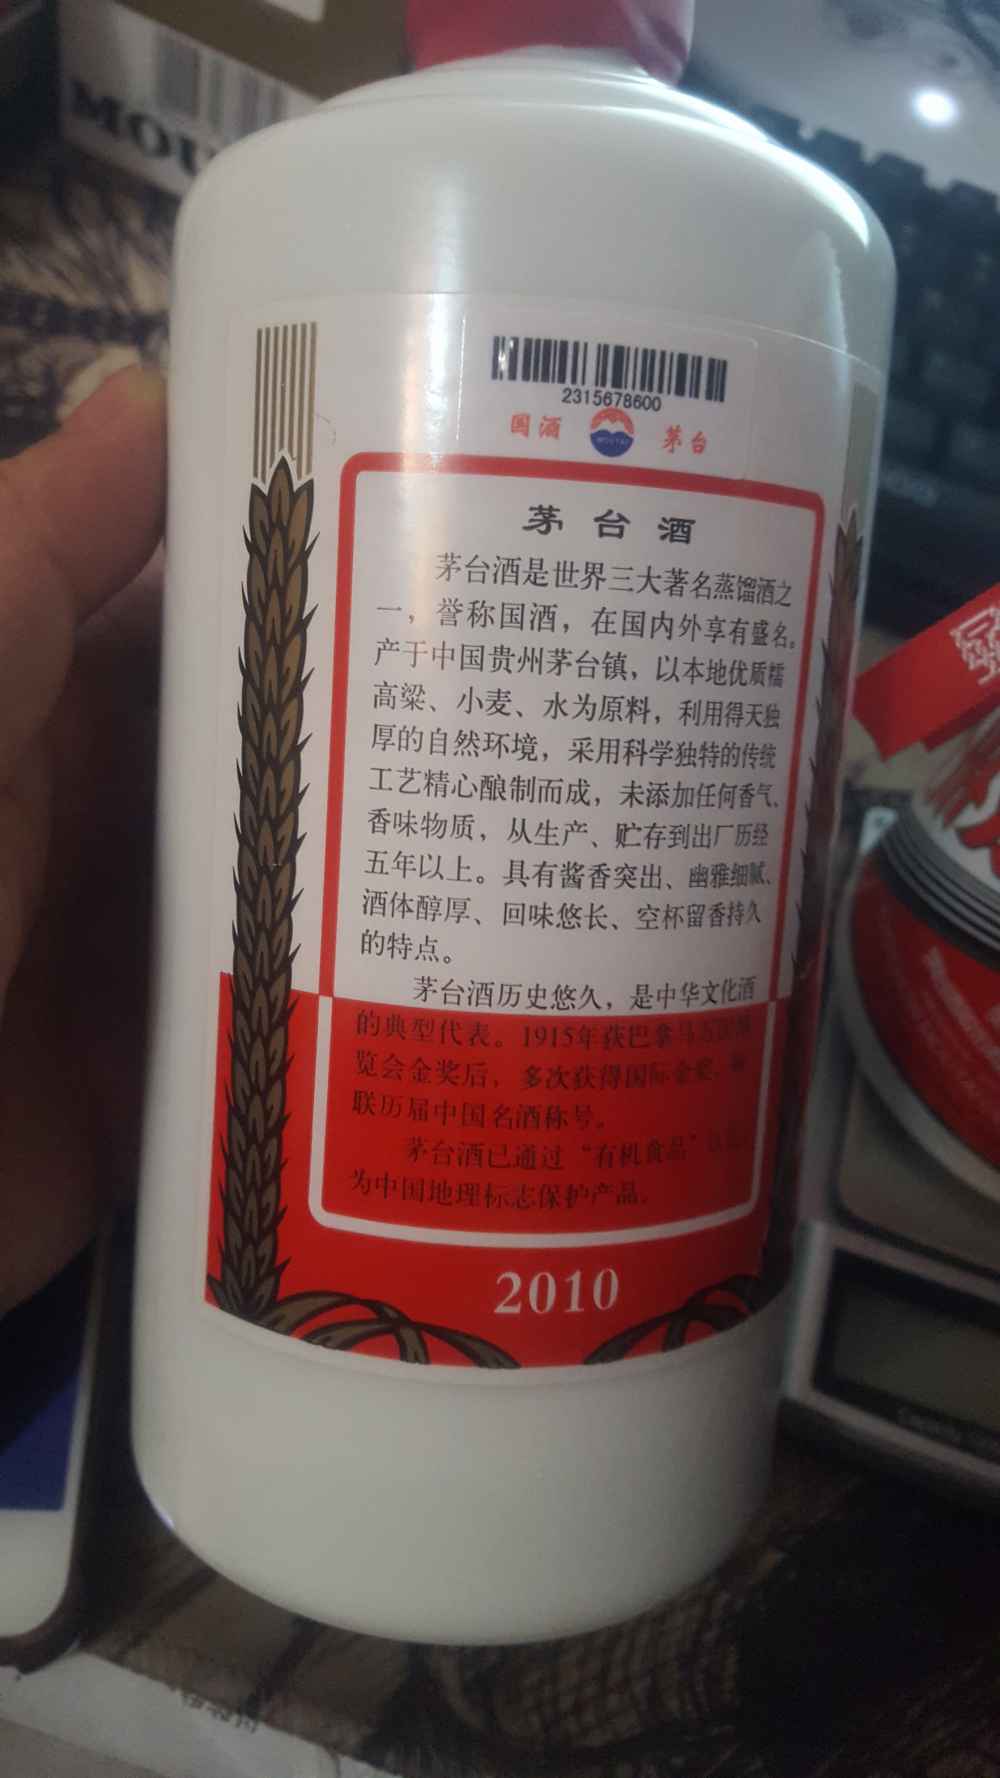 MOU
2315678600
国酒 MOUTAI 茅台
茅台酒
茅台酒是世界三大著名蒸馏酒之
一，誉称国酒，在国内外享有盛名。
产于中国贵州茅台镇，以本地优质糯
高粱、小麦、水为原料，利用得天独
厚的自然环境，采用科学独特的传统
工艺精心酿制而成，未添加任何香气、
香味物质，从生产、贮存到出厂历经
五年以上。具有酱香突出、幽雅细腻、
酒体醇厚、回味悠长、空杯留香持久
的特点。
茅台酒历史悠久，是中华文化酒
的典型代表。1915年获巴拿马万国博
览会金奖后，多次获得国际金奖，蝉
联历届中国名酒称号。
茅台酒已通过“有机食品”
为中国地理标志保护产品。
2010